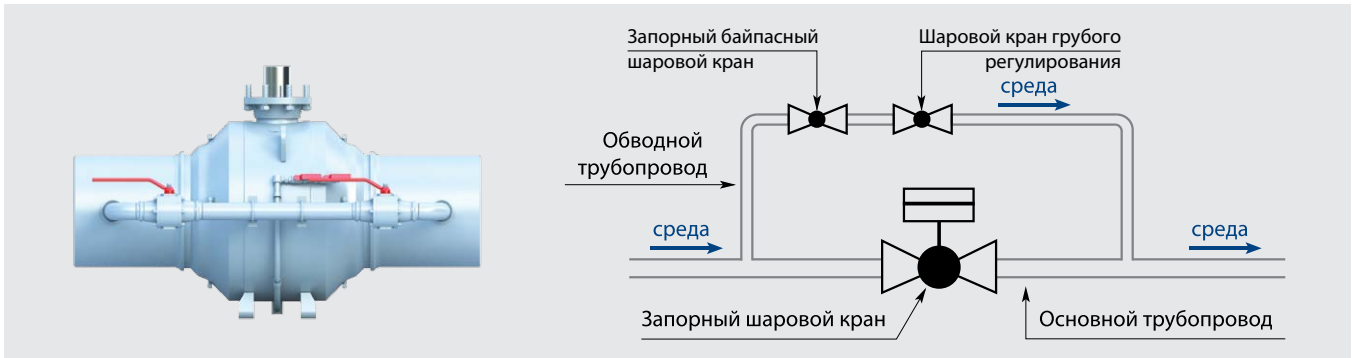 Запорный байпасный
шаровой кран
Шаровой кран грубого
регулирования
среда
Обводной
трубопровод
среда
среда
Запорный шаровой кран
Основной трубопровод